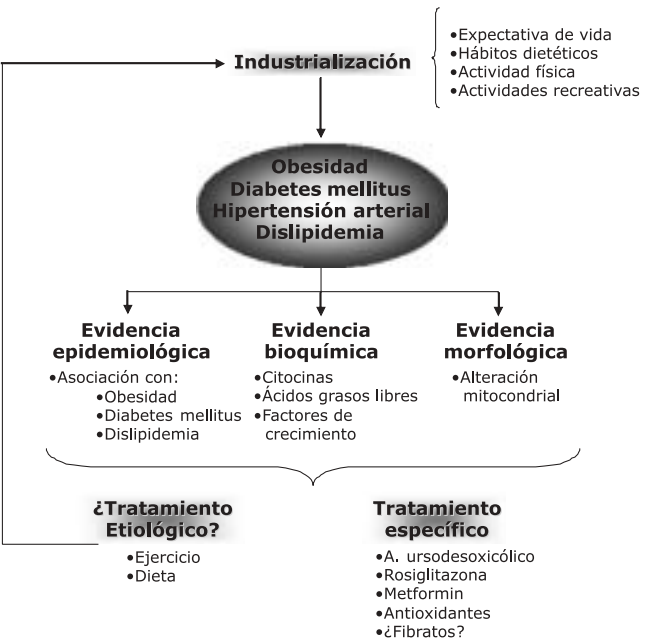 Industrialización
•Expectativa de vida
•Hábitos dietéticos
•Actividad física
•Actividades recreativas
Obesidad
Diabetes mellitus
Hipertensión arterial
Dislipidemia
Evidencia
epidemiológica
•Asociación con:
•Obesidad
•Diabetes mellitus
•Dislipidemia
Evidencia
bioquímica
•Citocinas
•Ácidos grasos libres
•Factores de
crecimiento
Evidencia
morfológica
•Alteración
mitocondrial
¿Tratamiento
Etiológico?
•Ejercicio
•Dieta
Tratamiento
específico
•A. ursodesoxicólico
•Rosiglitazona
•Metformin
•Antioxidantes
•¿Fibratos?